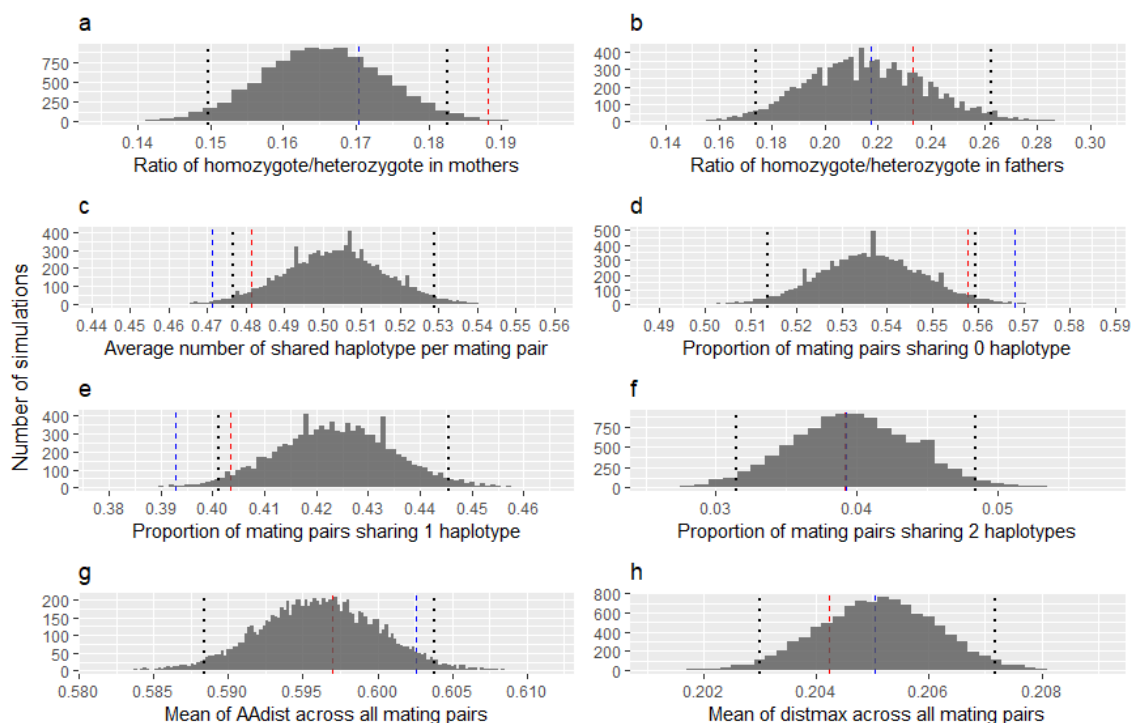 a
750
500
250
0
0.14 0.15 0.16 0.17 0.18 0.19
Ratio of homozygote/heterozygote in mothers
b
400
300
200
100
0
0.14 0.16 0.18 0.20 0.22 0.24 0.26 0.28 0.30
Ratio of homozygote/heterozygote in fathers
Number of simulations
c
400
300
200
100
0
0.44 0.45 0.46 0.47 0.48 0.49 0.50 0.51 0.52 0.53 0.54 0.55 0.56
Average number of shared haplotype per mating pair
d
500
400
300
200
100
0
0.49 0.50 0.51 0.52 0.53 0.54 0.55 0.56 0.57 0.58 0.59
Proportion of mating pairs sharing 0 haplotype
e
400
300
200
100
0
0.38 0.39 0.40 0.41 0.42 0.43 0.44 0.45 0.46
Proportion of mating pairs sharing 1 haplotype
f
750
500
250
0
0.03 0.04 0.05
Proportion of mating pairs sharing 2 haplotypes
g
200
150
100
50
0
0.580 0.585 0.590 0.595 0.600 0.605 0.610
Mean of AAdist across all mating pairs
h
800
600
400
200
0
0.202 0.204 0.206 0.208
Mean of distmax across all mating pairs